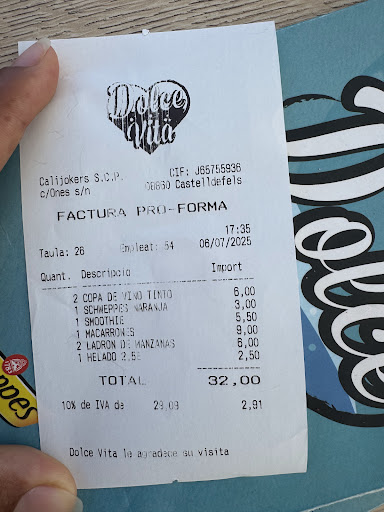 Dolce
Vita
Calijokers S.C.P. CIF: J65755936
c/Ones s/n 08860 Castelldefels
FACTURA PRO-FORMA
17:35
Taula: 26 Empleat: 54 06/07/2025
Quant. Descripcio Import
2 COPA DE VINO TINTO 6,00
1 SCHWEPPES NARANJA 3,00
1 SMOOTHIE 5,50
1 MACARRONES 9,00
2 LADRON DE MANZANAS 6,00
1 HELADO 2.5E 2,50
TOTAL 32,00
10% de IVA de 29,09 2,91
Dolce Vita le agradece su visita
Dolce